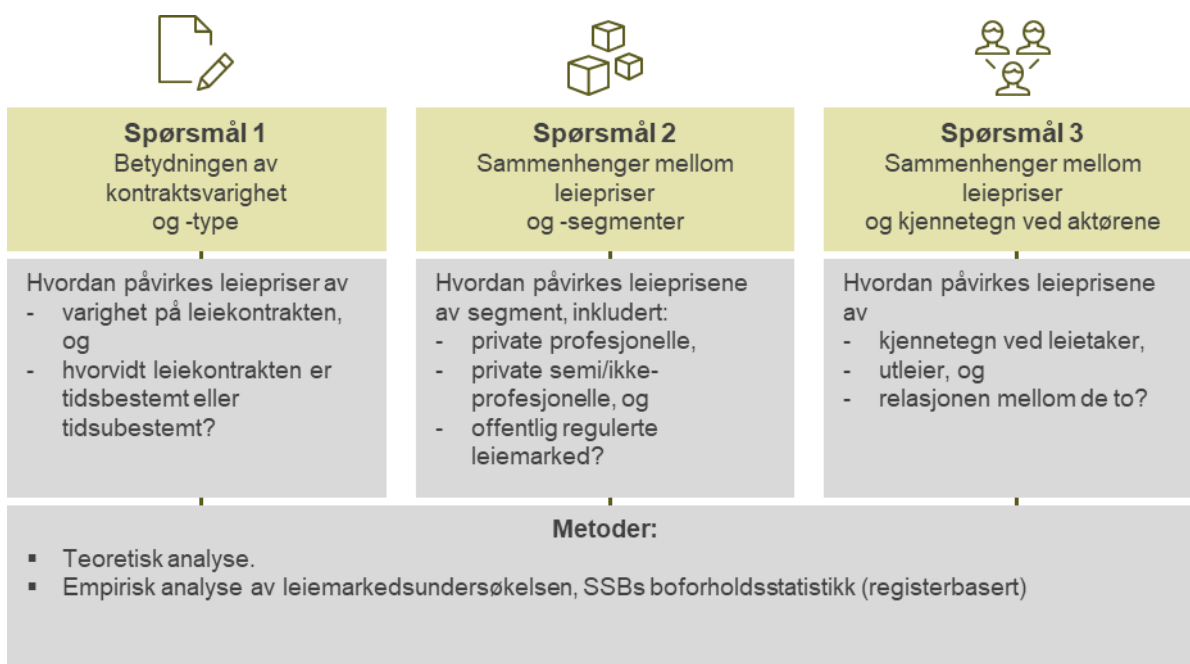 Spørsmål 1
Betydningen av
kontraktsvarighet
og -type
Hvordan påvirkes leiepriser av
- varighet på leiekontrakten,
og
- hvorvidt leiekontrakten er
tidsbestemt eller
tidsubestemt?
Spørsmål 2
Sammenhenger mellom
leiepriser
og -segmenter
Hvordan påvirkes leieprisene
av segment, inkludert:
- private profesjonelle,
- private semi/ikke-
profesjonelle, og
- offentlig regulerte
leiemarked?
Spørsmål 3
Sammenhenger mellom
leiepriser
og kjennetegn ved aktørene
Hvordan påvirkes leieprisene
av
- kjennetegn ved leietaker,
- utleier, og
- relasjonen mellom de to?
Metoder:
▪ Teoretisk analyse.
▪ Empirisk analyse av leiemarkedsundersøkelsen, SSBs boforholdsstatistikk (registerbasert)